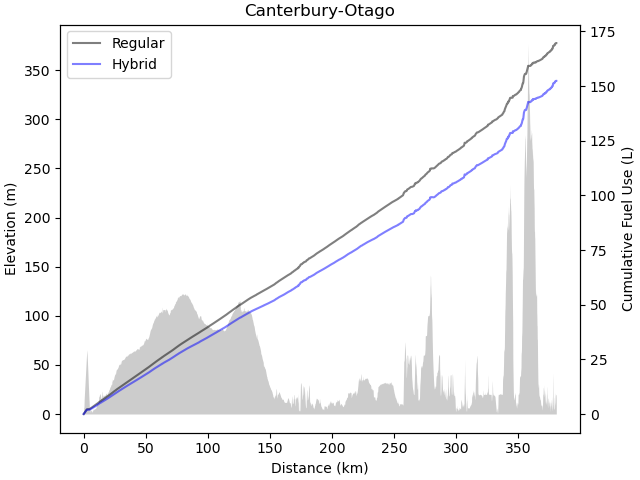 Canterbury-Otago
Regular
Hybrid
Elevation (m)
350
300
250
200
150
100
50
0
175
150
125
100
75
50
25
0
Cumulative Fuel Use (L)
0 50 100 150 200 250 300 350
Distance (km)